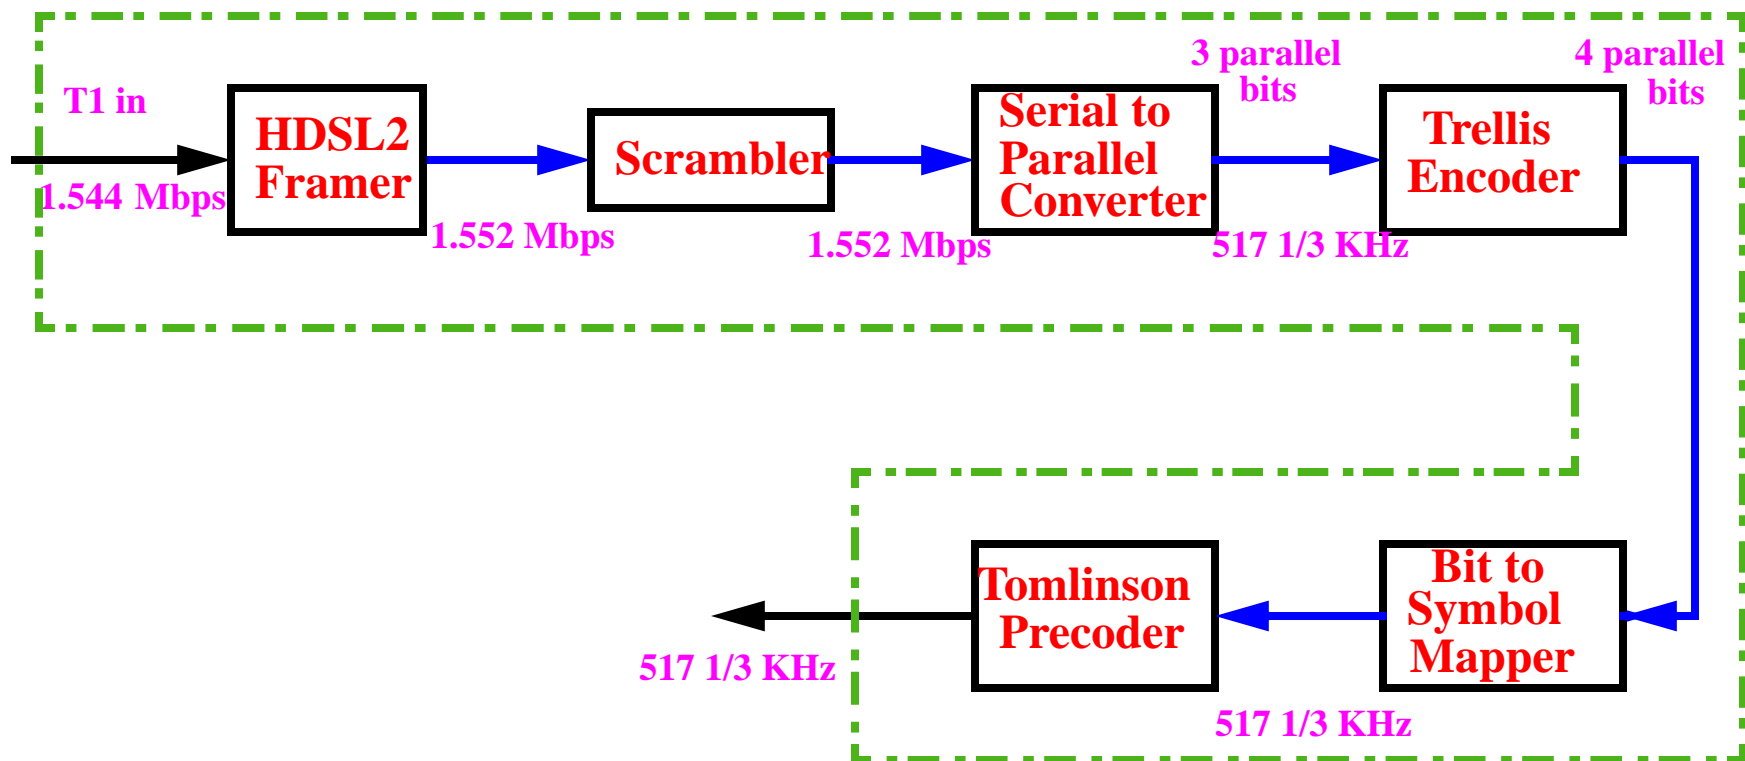 3 parallel
bits
4 parallel
bits
T1 in
HDSL2
Framer
Scrambler
Serial to
Parallel
Converter
Trellis
Encoder
1.544 Mbps
1.552 Mbps
1.552 Mbps
517 1/3 KHz
Tomlinson
Precoder
Bit to
Symbol
Mapper
517 1/3 KHz
517 1/3 KHz